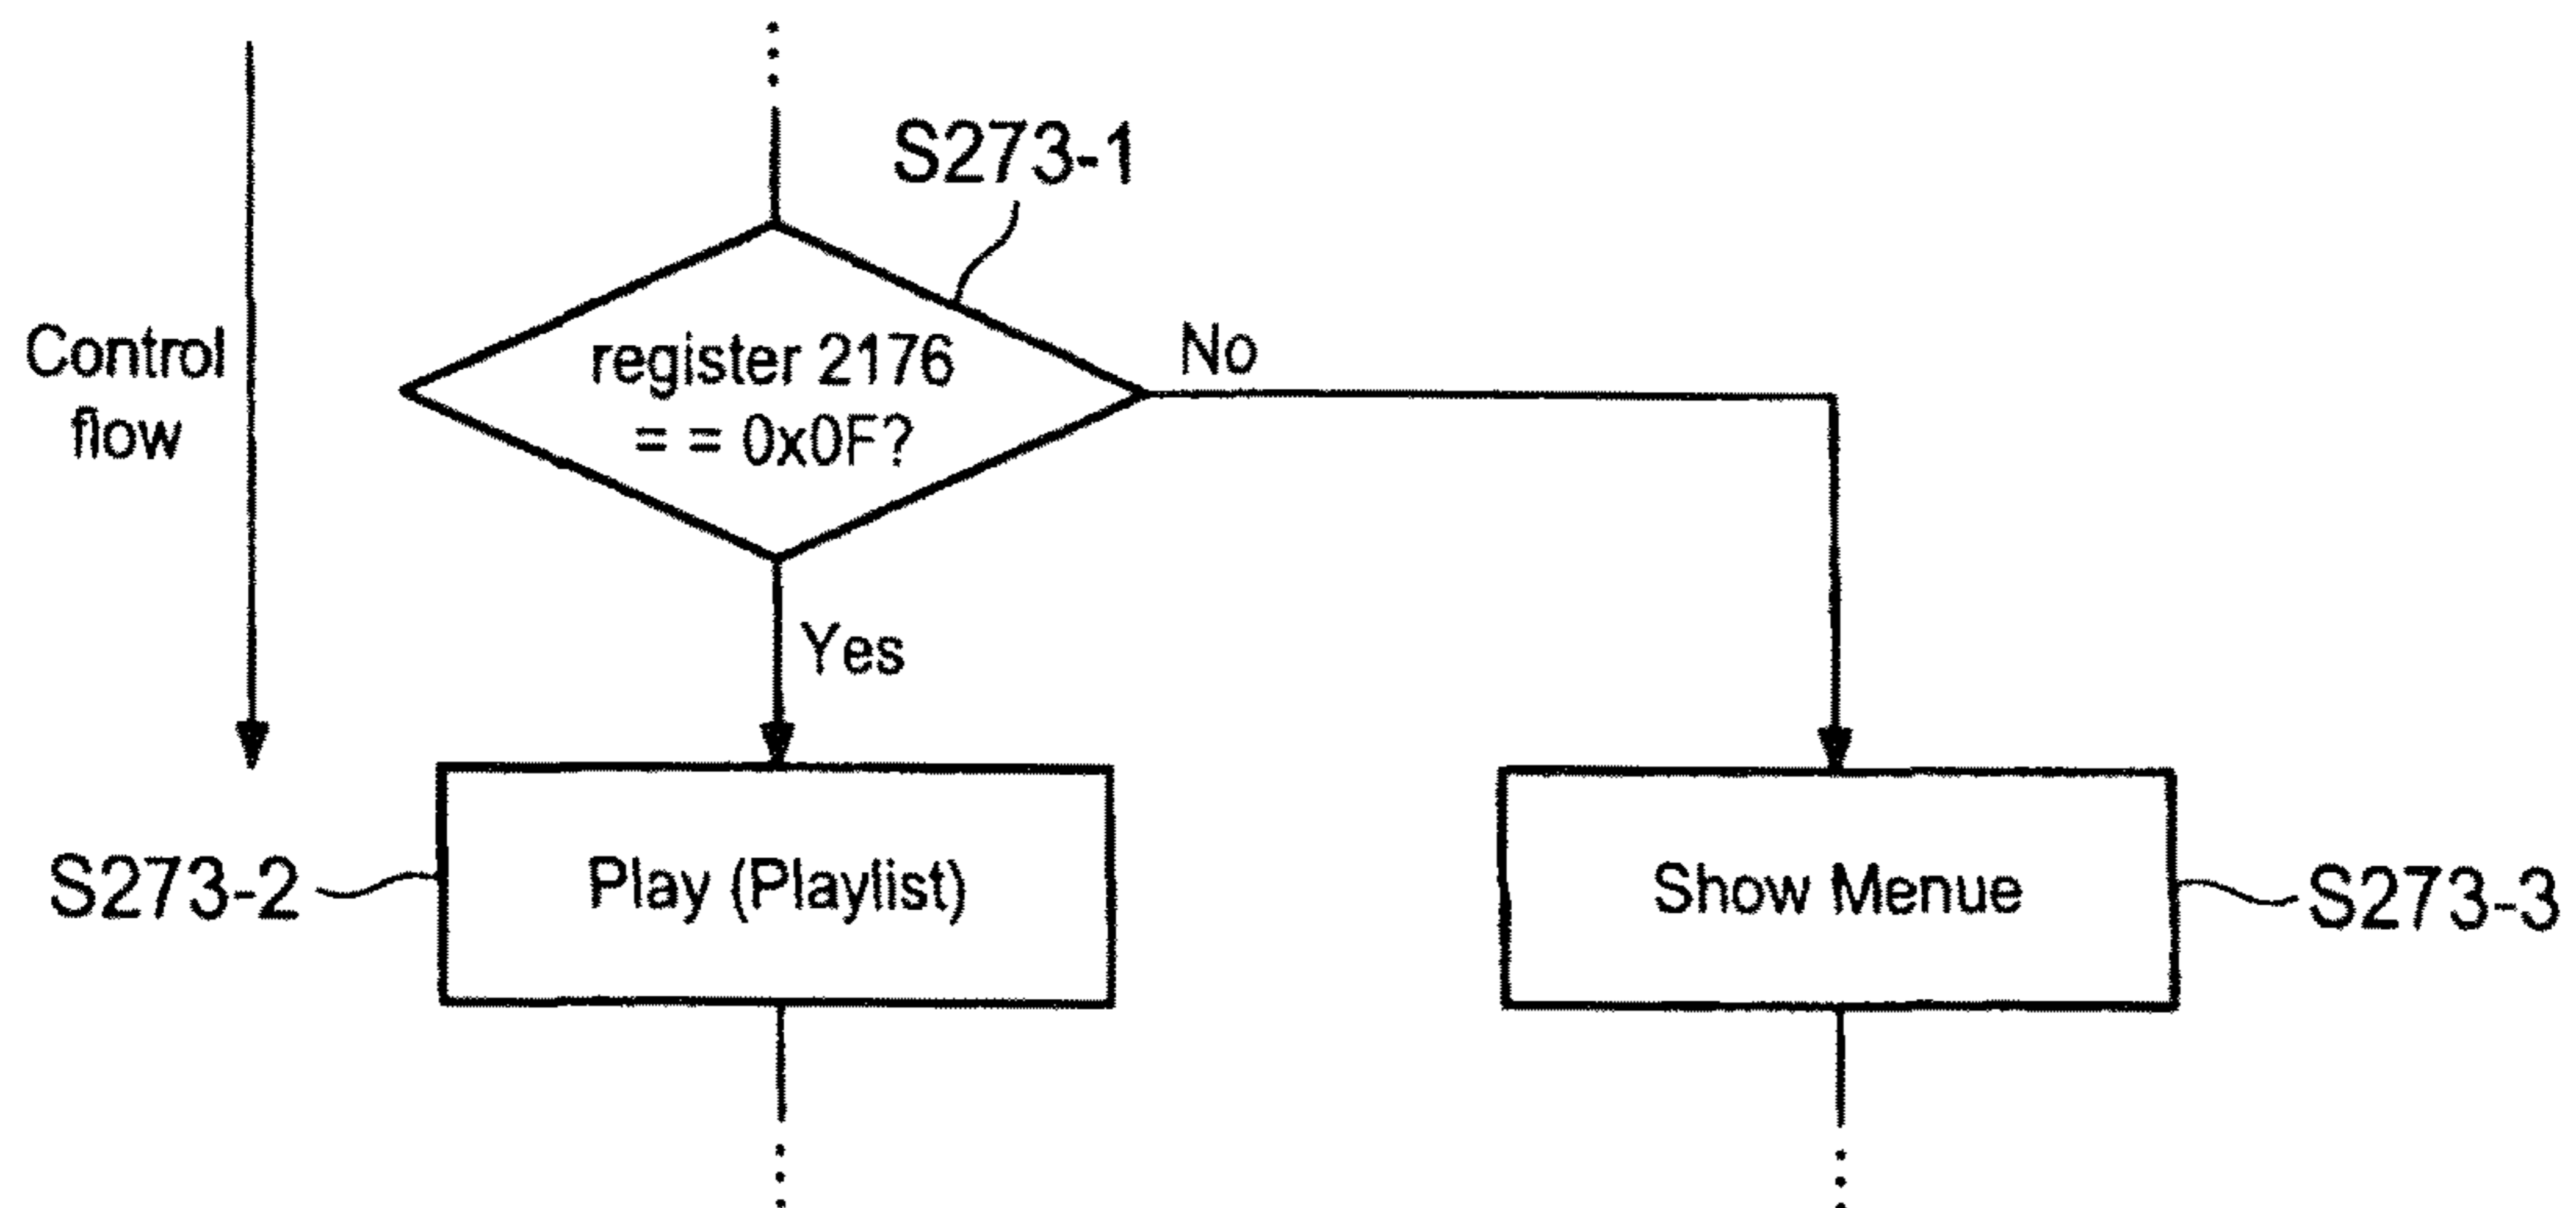 S273-1
Control
flow
register 2176
= = 0x0F?
No
Yes
S273-2
Play (Playlist)
Show Menue
S273-3